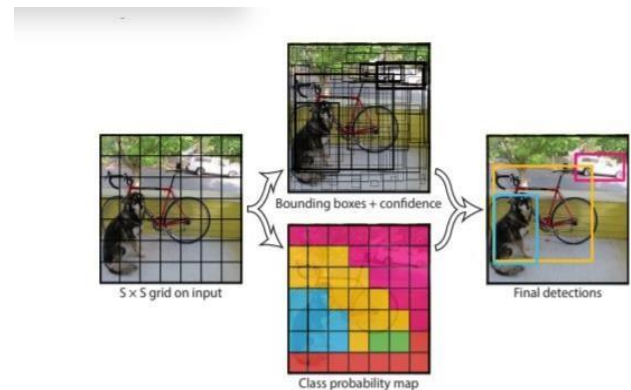 Bounding boxes + confidence
S × S grid on input
Final detections
Class probability map